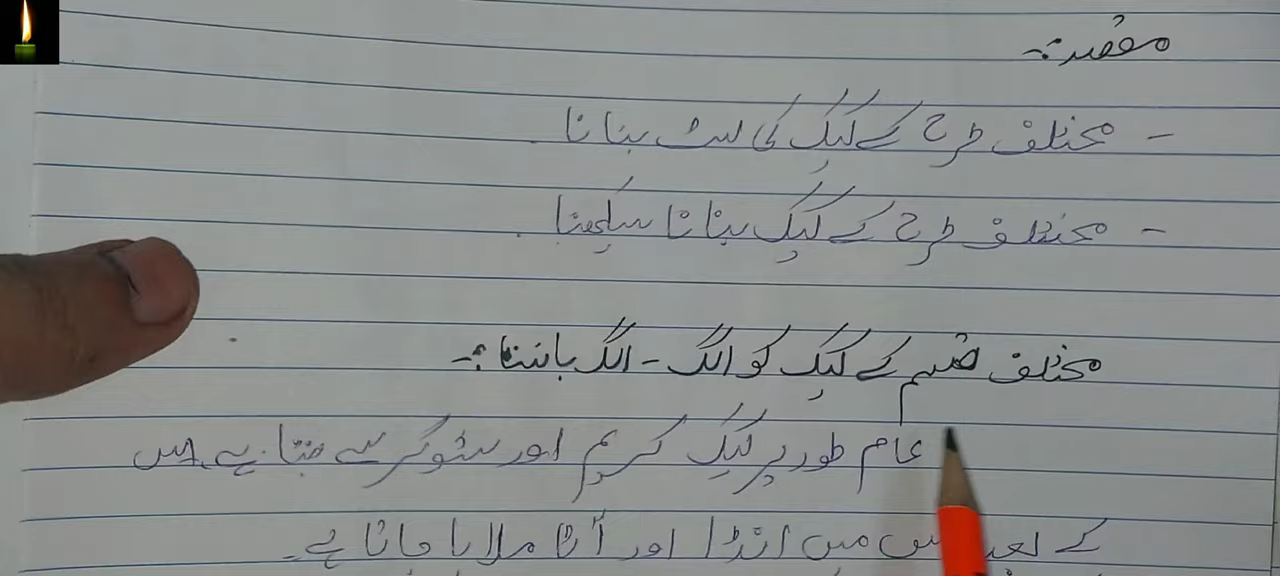 مقصد:-
- مختلف طرح کے کیک کی لسٹ بنانا
- مختلف طرح کے کیک بنانا سیکھنا
مختلف قسم کے کیک کو الگ - الگ بانٹنا:-
عام طور پر کیک کریم اور شوگر سے بنتا ہے۔ اس
کے بعد اس میں انڈا اور آٹا ملایا جاتا ہے۔